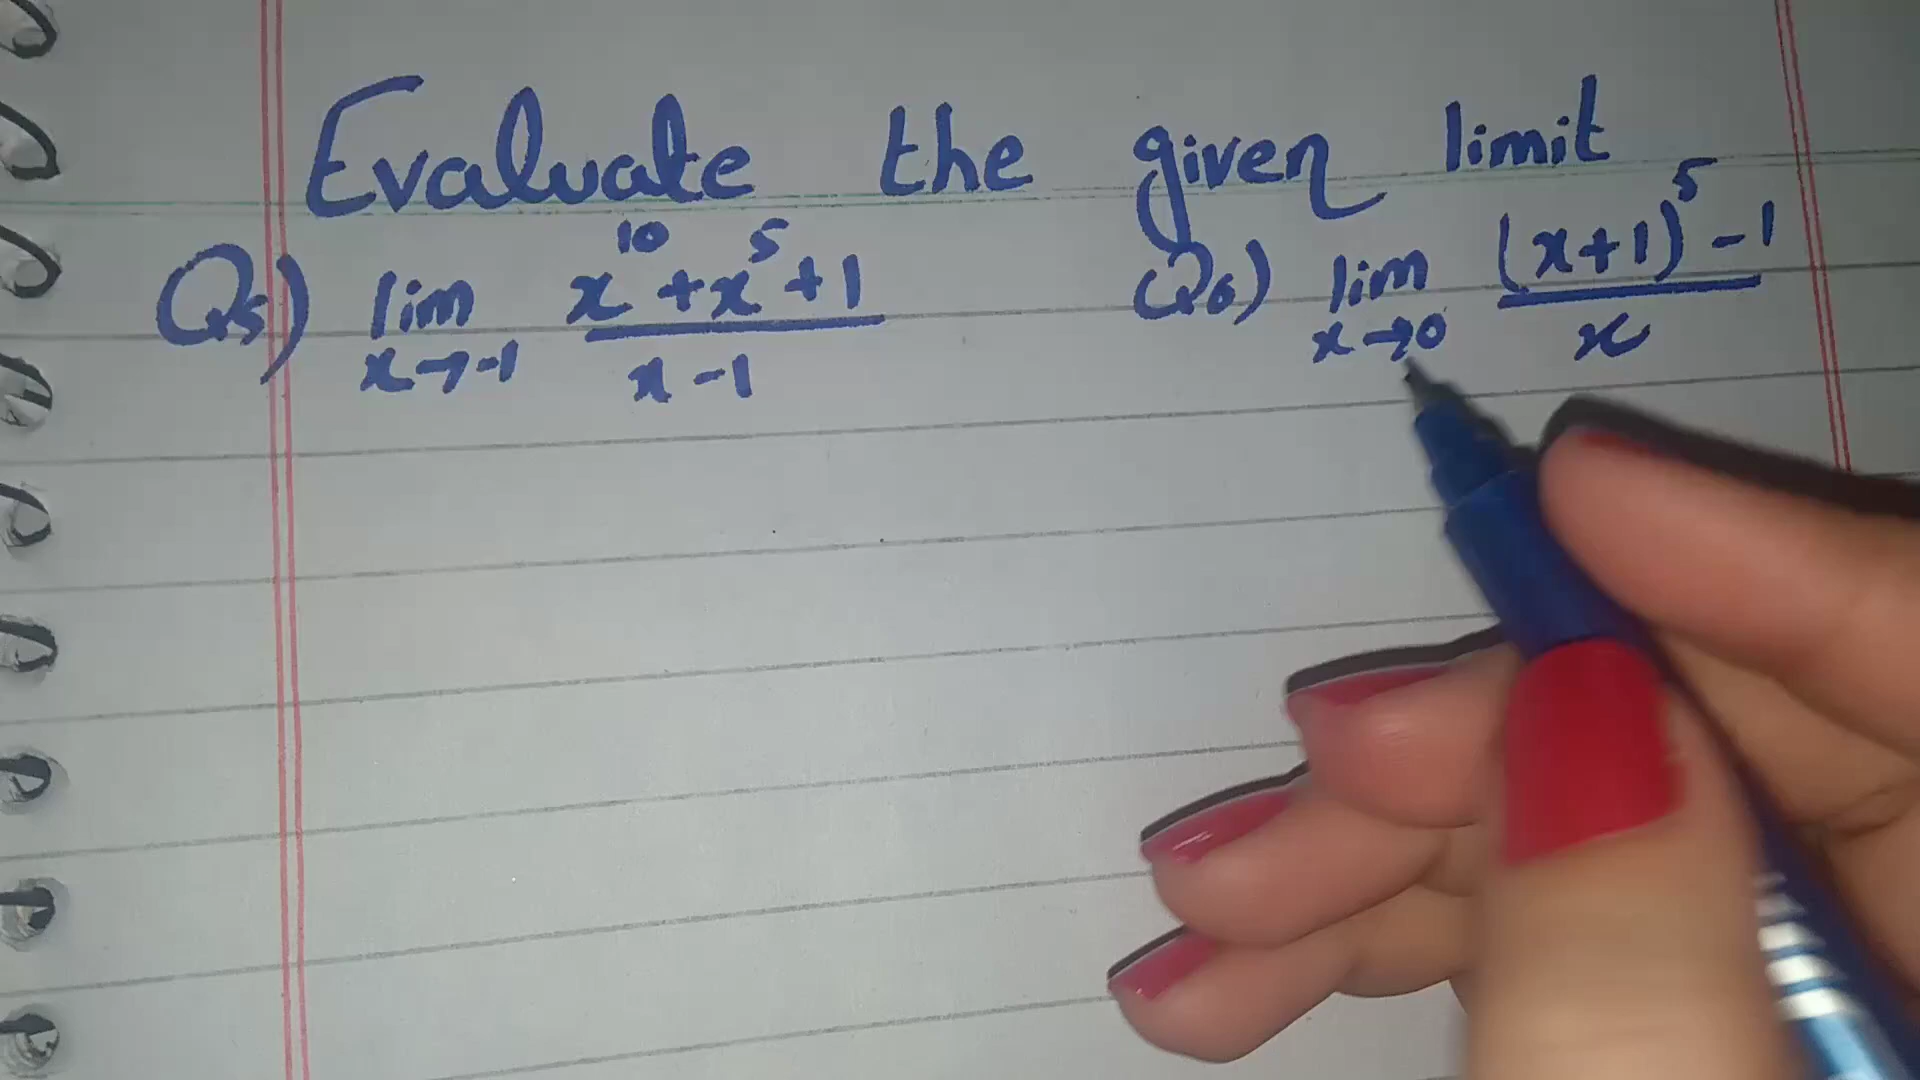 Evaluate the given limit
Q5) lim x→-1 x^10 + x^5 + 1 / x - 1
Q6) lim x→0 (x+1)^5 - 1 / x